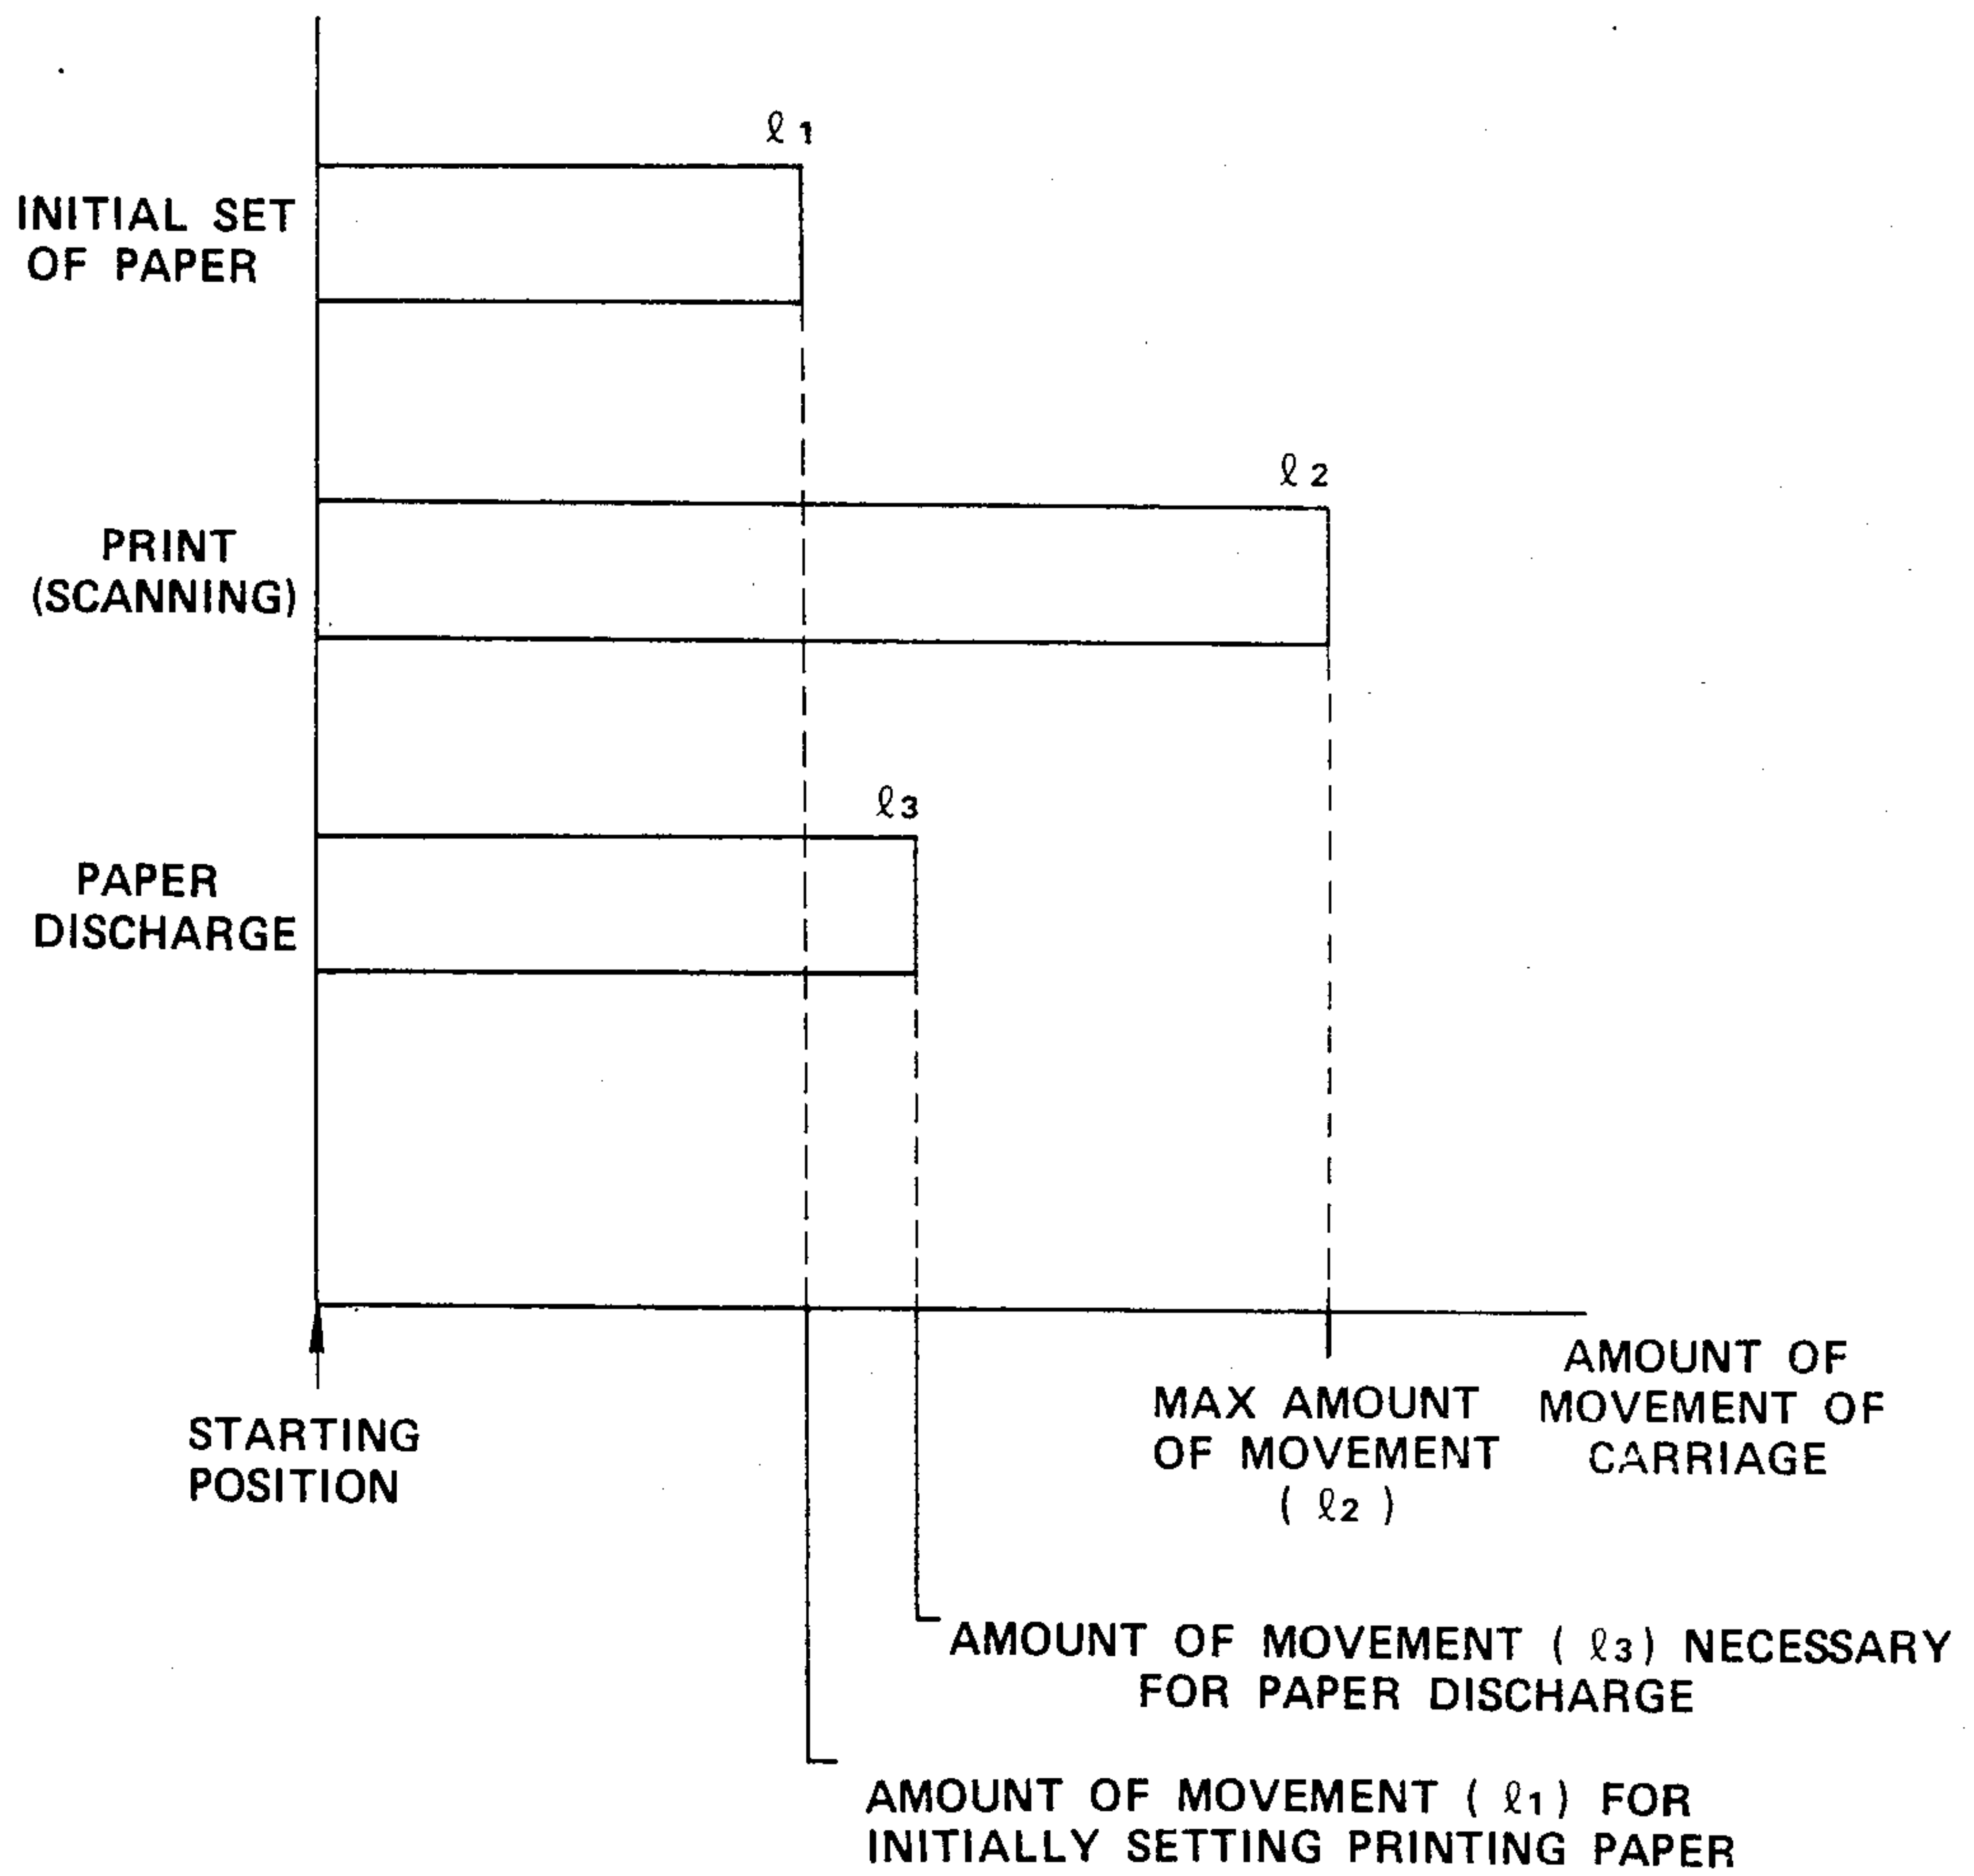 ℓ1
INITIAL SET
OF PAPER
ℓ2
PRINT
(SCANNING)
ℓ3
PAPER
DISCHARGE
STARTING
POSITION
MAX AMOUNT
OF MOVEMENT
( ℓ2 )
AMOUNT OF
MOVEMENT OF
CARRIAGE
AMOUNT OF MOVEMENT ( ℓ3 ) NECESSARY
FOR PAPER DISCHARGE
AMOUNT OF MOVEMENT ( ℓ1 ) FOR
INITIALLY SETTING PRINTING PAPER